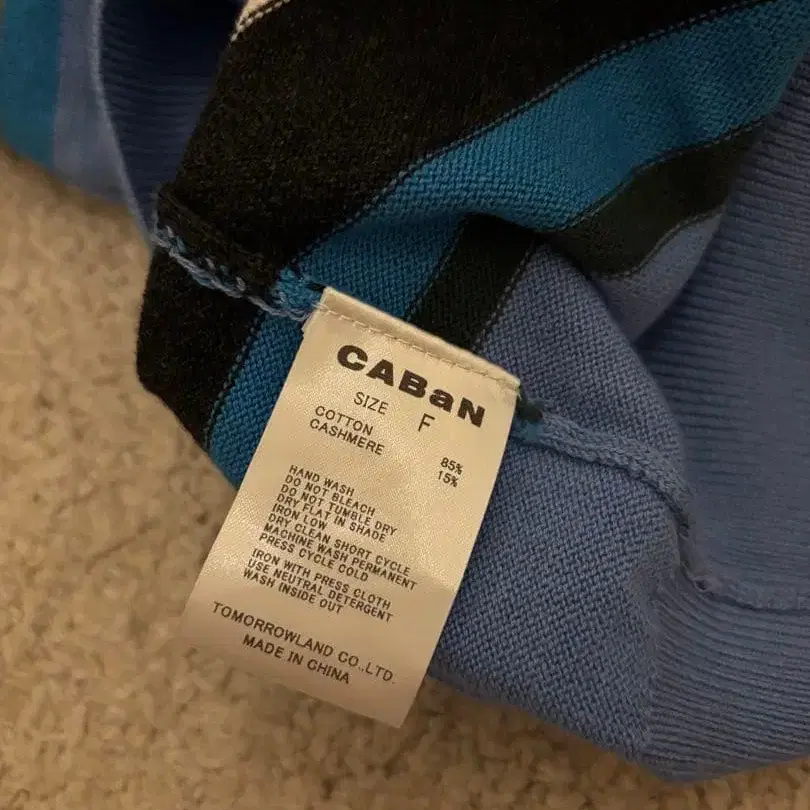 CABaN
SIZE F
COTTON 85%
CASHMERE 15%
HAND WASH
DO NOT BLEACH
DO NOT TUMBLE DRY
DRY FLAT IN SHADE
IRON LOW
DRY CLEAN SHORT CYCLE
MACHINE WASH PERMANENT
PRESS CYCLE COLD
IRON WITH PRESS CLOTH
USE NEUTRAL DETERGENT
WASH INSIDE OUT
TOMORROWLAND CO.,LTD.
MADE IN CHINA